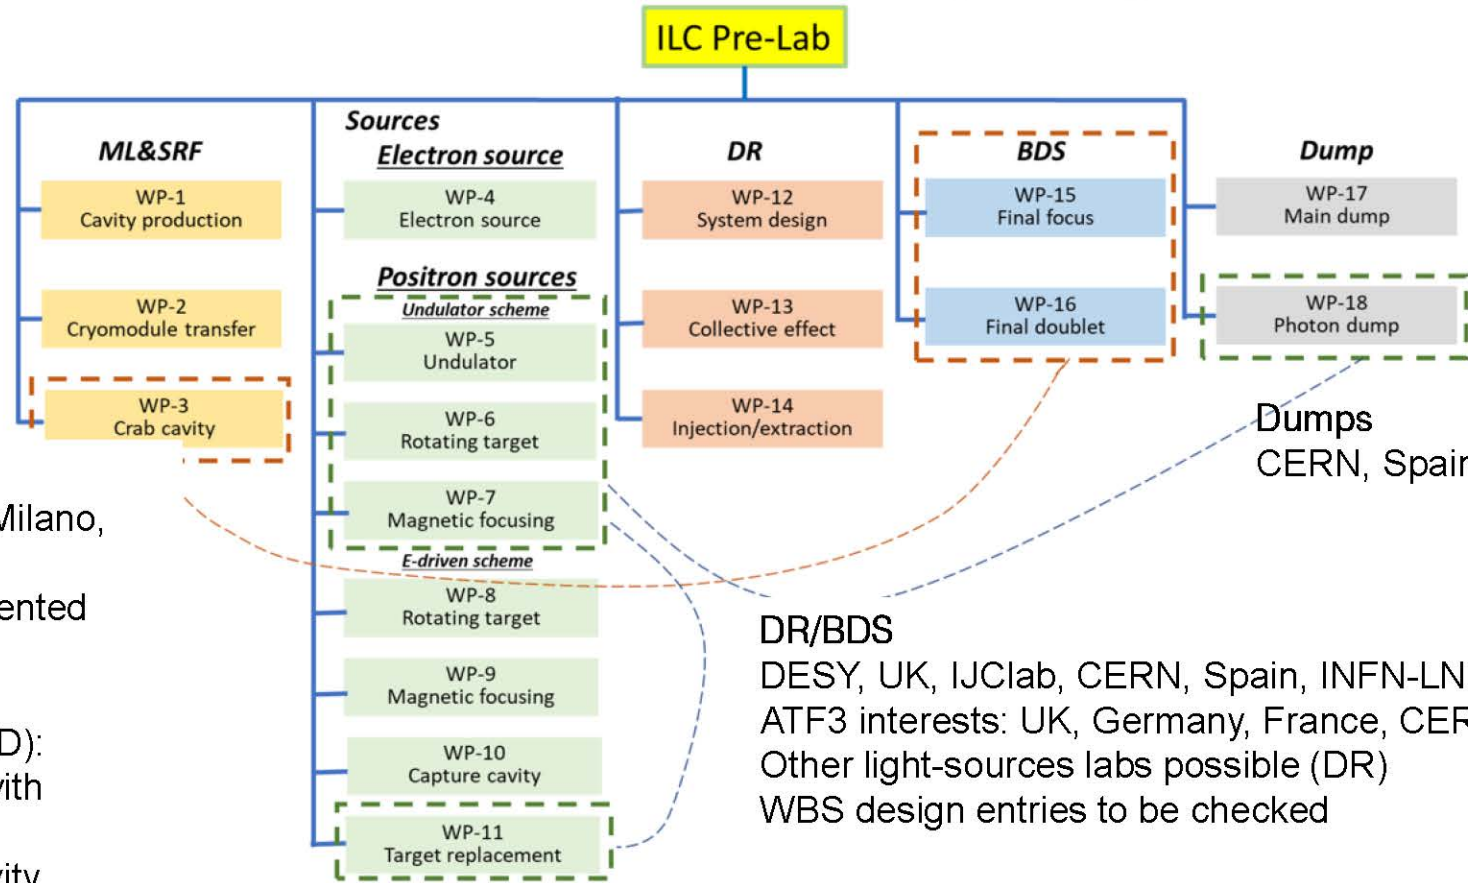 ILC Pre-Lab
ML&SRF
WP-1
Cavity production
WP-2
Cryomodule transfer
WP-3
Crab cavity
Sources
Electron source
WP-4
Electron source
Positron sources
Undulator scheme
WP-5
Undulator
WP-6
Rotating target
WP-7
Magnetic focusing
E-driven scheme
WP-8
Rotating target
WP-9
Magnetic focusing
WP-10
Capture cavity
WP-11
Target replacement
DR
WP-12
System design
WP-13
Collective effect
WP-14
Injection/extraction
BDS
WP-15
Final focus
WP-16
Final doublet
Dump
WP-17
Main dump
WP-18
Photon dump
Dumps
CERN, Spain
Milano,
ented
D):
vith
vity
DR/BDS
DESY, UK, IJClab, CERN, Spain, INFN-LN
ATF3 interests: UK, Germany, France, CER
Other light-sources labs possible (DR)
WBS design entries to be checked